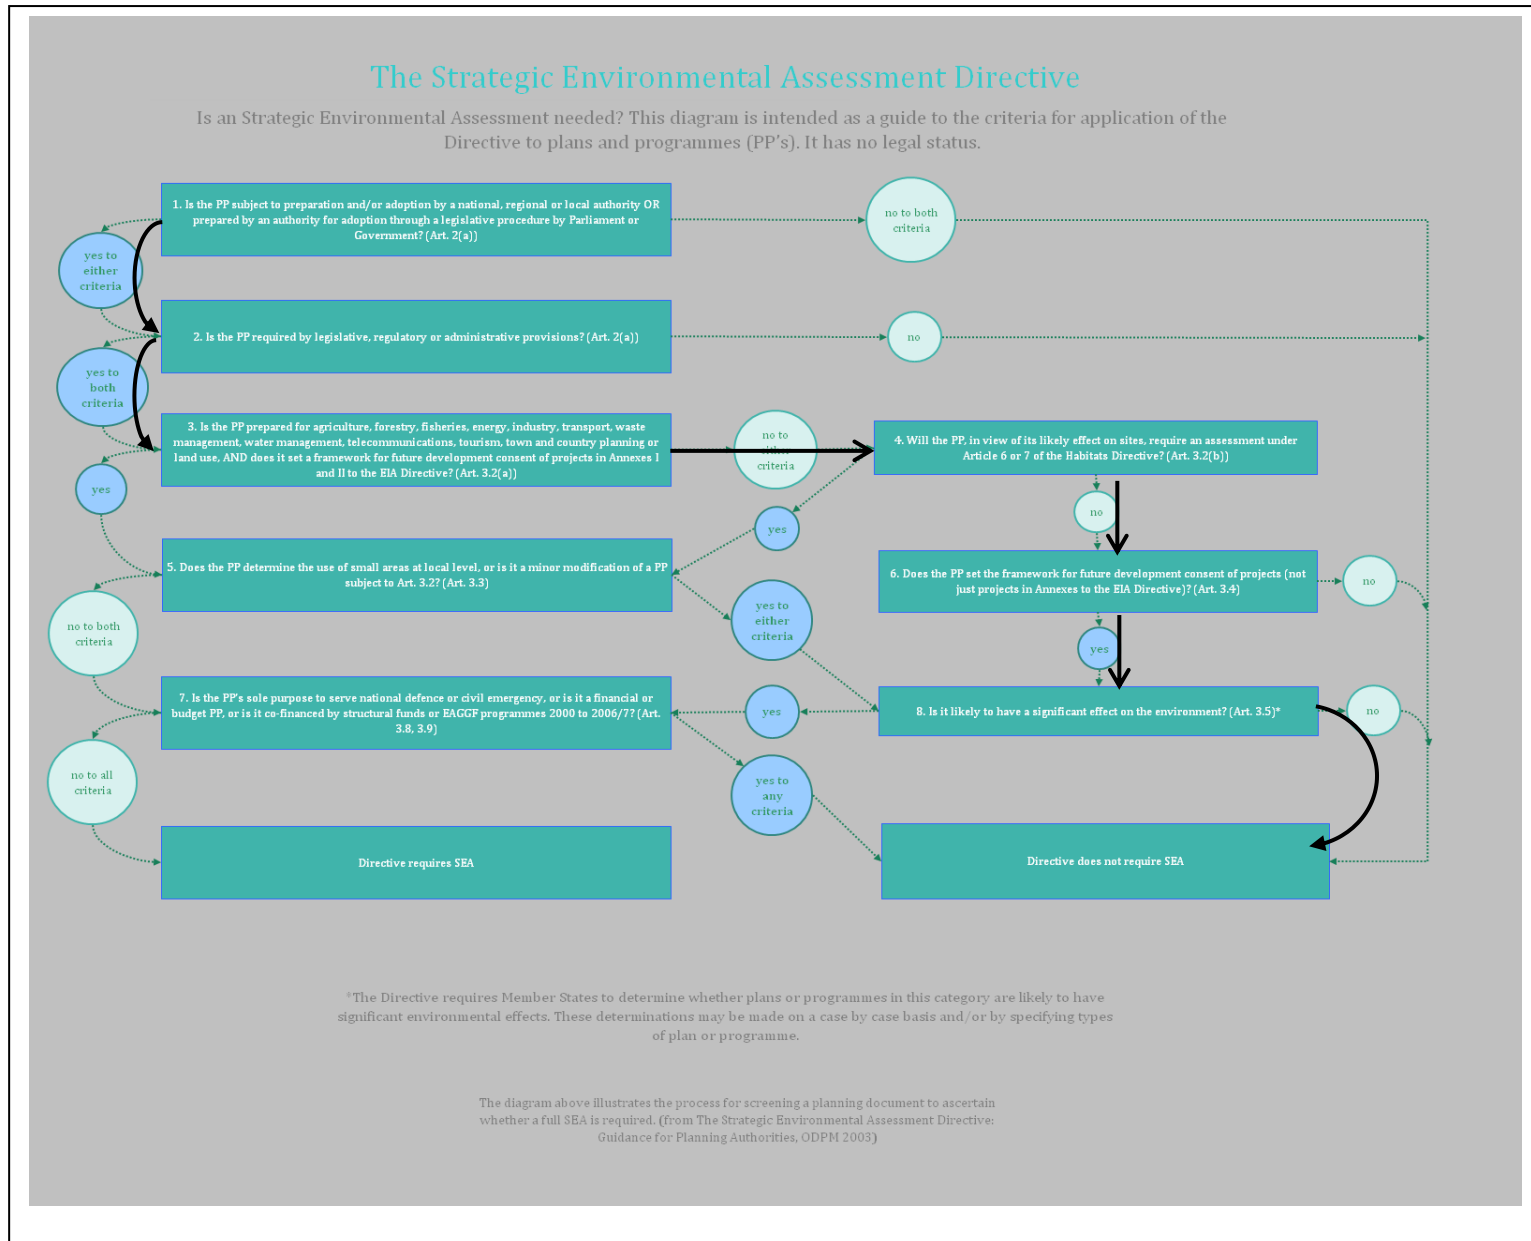 The Strategic Environmental Assessment Directive
Is an Strategic Environmental Assessment needed? This diagram is intended as a guide to the criteria for application of the
Directive to plans and programmes (PP's). It has no legal status.
1. Is the PP subject to preparation and/or adoption by a national, regional or local authority OR
prepared by an authority for adoption through a legislative procedure by Parliament or
Government? (Art. 2(a))
no to both
criteria
yes to
either
criteria
2. Is the PP required by legislative, regulatory or administrative provisions? (Art. 2(a))
no
yes to
both
criteria
3. Is the PP prepared for agriculture, forestry, fisheries, energy, industry, transport, waste
management, water management, telecommunications, tourism, town and country planning or
land use, AND does it set a framework for future development consent of projects in Annexes I
and II to the EIA Directive? (Art. 3.2(a))
no to
either
criteria
4. Will the PP, in view of its likely effect on sites, require an assessment under
Article 6 or 7 of the Habitats Directive? (Art. 3.2(b))
yes
no
yes
5. Does the PP determine the use of small areas at local level, or is it a minor modification of a PP
subject to Art. 3.2? (Art. 3.3)
6. Does the PP set the framework for future development consent of projects (not
just projects in Annexes to the EIA Directive)? (Art. 3.4)
no
no to both
criteria
yes to
either
criteria
yes
7. Is the PP's sole purpose to serve national defence or civil emergency, or is it a financial or
budget PP, or is it co-financed by structural funds or EAGGF programmes 2000 to 2006/7? (Art.
3.8, 3.9)
yes
8. Is it likely to have a significant effect on the environment? (Art. 3.5)*
no
no to all
criteria
yes to
any
criteria
Directive requires SEA
Directive does not require SEA
*The Directive requires Member States to determine whether plans or programmes in this category are likely to have
significant environmental effects. These determinations may be made on a case by case basis and/or by specifying types
of plan or programme.
The diagram above illustrates the process for screening a planning document to ascertain
whether a full SEA is required. (from The Strategic Environmental Assessment Directive:
Guidance for Planning Authorities, ODPM 2003)